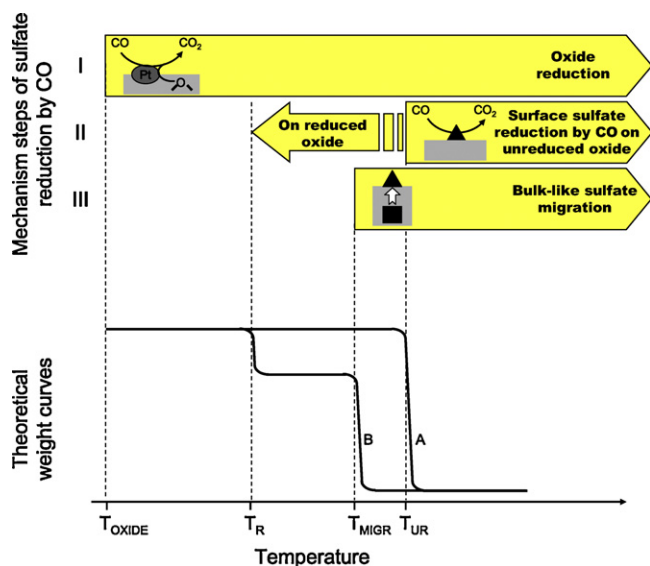 Mechanism steps of sulfate
reduction by CO
I
CO
CO2
Pt
O
Oxide
reduction
II
On reduced
oxide
CO
CO2
Surface sulfate
reduction by CO on
unreduced oxide
III
Bulk-like sulfate
migration
Theoretical
weight curves
B
A
TOXIDE
TR
TMIGR
TUR
Temperature